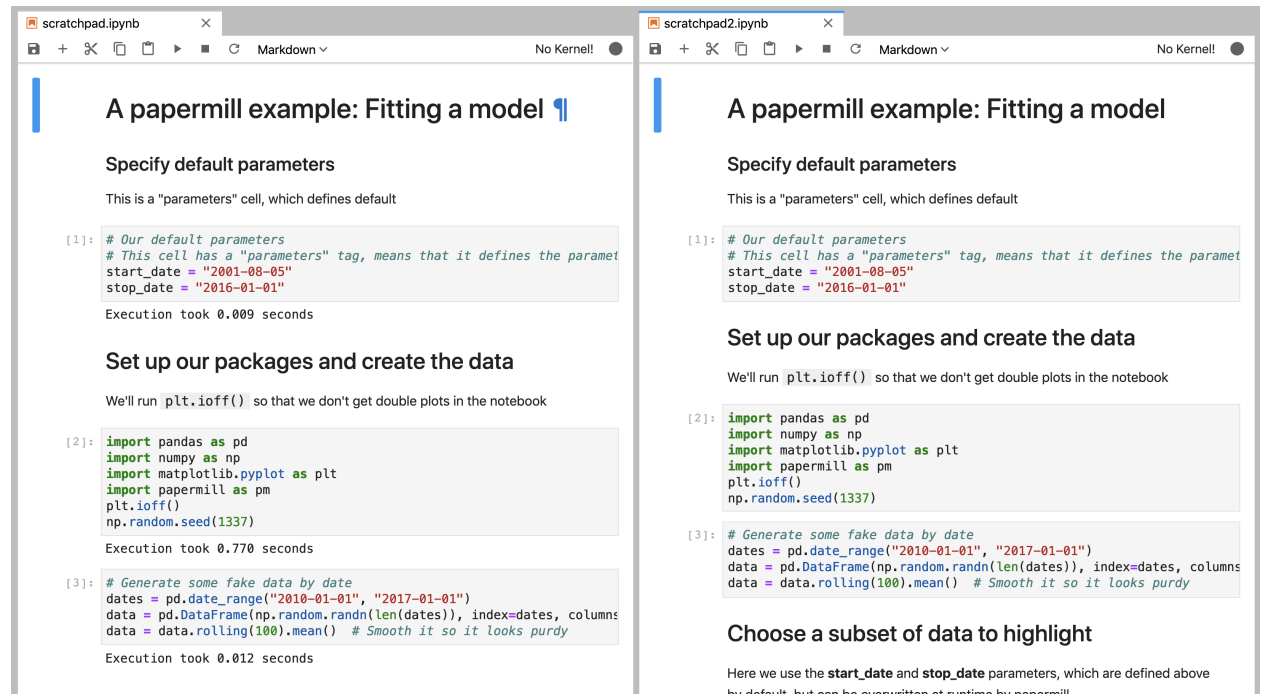 scratchpad.ipynb
Markdown
No Kernel!
A papermill example: Fitting a model ¶
Specify default parameters
This is a "parameters" cell, which defines default
[1]:
# Our default parameters
# This cell has a "parameters" tag, means that it defines the paramet
start_date = "2001-08-05"
stop_date = "2016-01-01"
Execution took 0.009 seconds
Set up our packages and create the data
We'll run plt.ioff() so that we don't get double plots in the notebook
[2]:
import pandas as pd
import numpy as np
import matplotlib.pyplot as plt
import papermill as pm
plt.ioff()
np.random.seed(1337)
Execution took 0.770 seconds
[3]:
# Generate some fake data by date
dates = pd.date_range("2010-01-01", "2017-01-01")
data = pd.DataFrame(np.random.randn(len(dates)), index=dates, columns
data = data.rolling(100).mean()  # Smooth it so it looks purdy
Execution took 0.012 seconds
scratchpad2.ipynb
Markdown
No Kernel!
A papermill example: Fitting a model
Specify default parameters
This is a "parameters" cell, which defines default
[1]:
# Our default parameters
# This cell has a "parameters" tag, means that it defines the paramet
start_date = "2001-08-05"
stop_date = "2016-01-01"
Set up our packages and create the data
We'll run plt.ioff() so that we don't get double plots in the notebook
[2]:
import pandas as pd
import numpy as np
import matplotlib.pyplot as plt
import papermill as pm
plt.ioff()
np.random.seed(1337)
[3]:
# Generate some fake data by date
dates = pd.date_range("2010-01-01", "2017-01-01")
data = pd.DataFrame(np.random.randn(len(dates)), index=dates, columns
data = data.rolling(100).mean()  # Smooth it so it looks purdy
Choose a subset of data to highlight
Here we use the start_date and stop_date parameters, which are defined above
by default, but can be overwritten at runtime by papermill